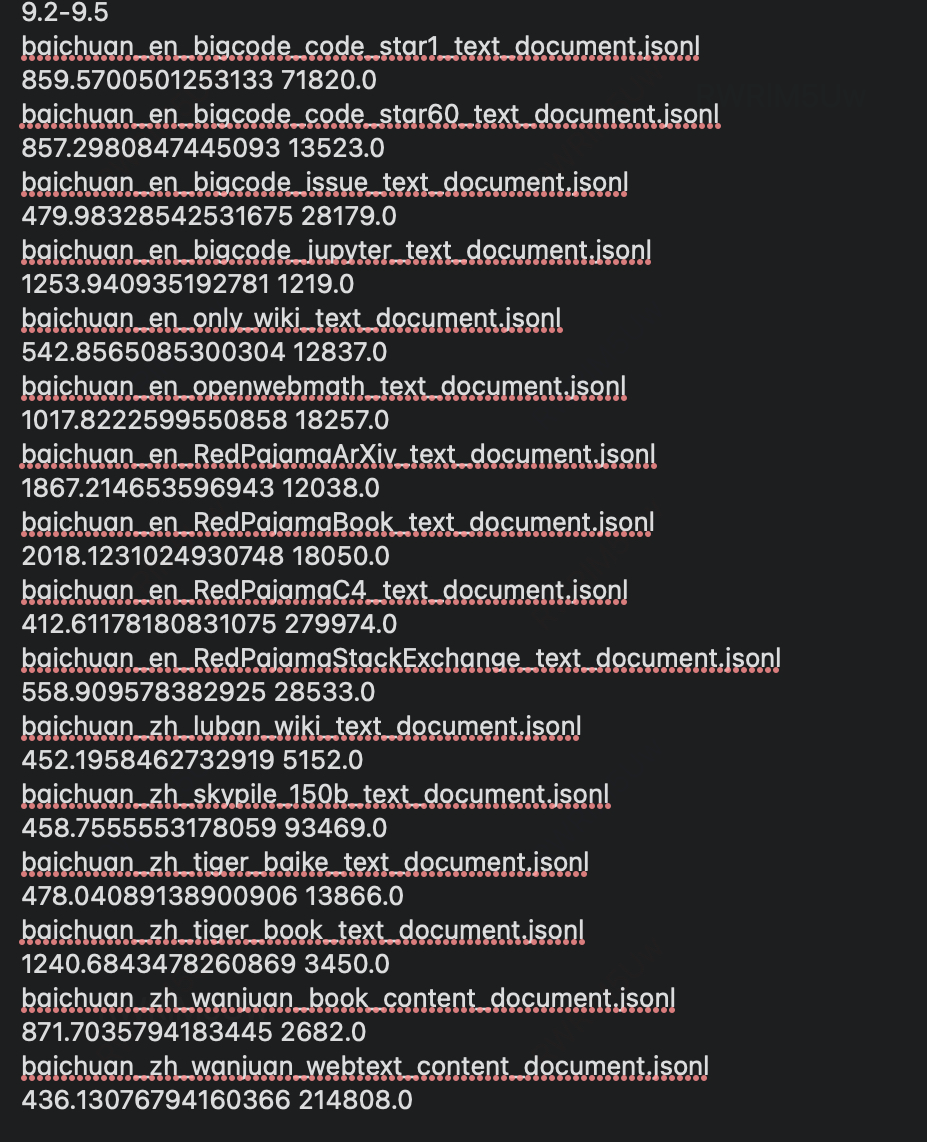 9.2-9.5
baichuan_en_bigcode_code_star1_text_document.jsonl
859.5700501253133 71820.0
baichuan_en_bigcode_code_star60_text_document.jsonl
857.2980847445093 13523.0
baichuan_en_bigcode_issue_text_document.jsonl
479.98328542531675 28179.0
baichuan_en_bigcode_jupyter_text_document.jsonl
1253.940935192781 1219.0
baichuan_en_only_wiki_text_document.jsonl
542.8565085300304 12837.0
baichuan_en_openwebmath_text_document.jsonl
1017.8222599550858 18257.0
baichuan_en_RedPajamaArXiv_text_document.jsonl
1867.214653596943 12038.0
baichuan_en_RedPajamaBook_text_document.jsonl
2018.1231024930748 18050.0
baichuan_en_RedPajamaC4_text_document.jsonl
412.61178180831075 279974.0
baichuan_en_RedPajamaStackExchange_text_document.jsonl
558.909578382925 28533.0
baichuan_zh_luban_wiki_text_document.jsonl
452.1958462732919 5152.0
baichuan_zh_skypile_150b_text_document.jsonl
458.7555553178059 93469.0
baichuan_zh_tiger_baike_text_document.jsonl
478.04089138900906 13866.0
baichuan_zh_tiger_book_text_document.jsonl
1240.6843478260869 3450.0
baichuan_zh_wanjuan_book_content_document.jsonl
871.7035794183445 2682.0
baichuan_zh_wanjuan_webtext_content_document.jsonl
436.13076794160366 214808.0